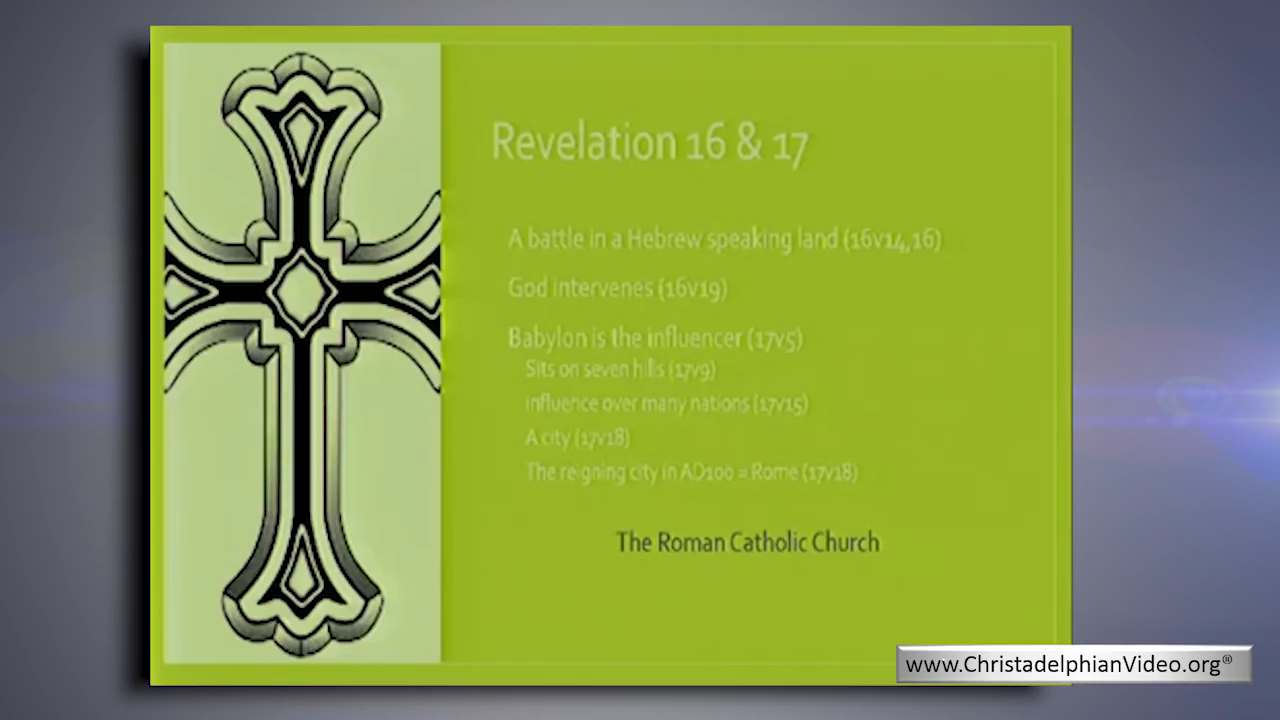 Revelation 16 & 17
A battle in a Hebrew speaking land (16v14,16)
God intervenes (16v19)
Babylon is the influencer (17v5)
Sits on seven hills (17v9)
Influence over many nations (17v15)
A city (17v18)
The reigning city in AD100 = Rome (17v18)
The Roman Catholic Church
www.ChristadelphianVideo.org®